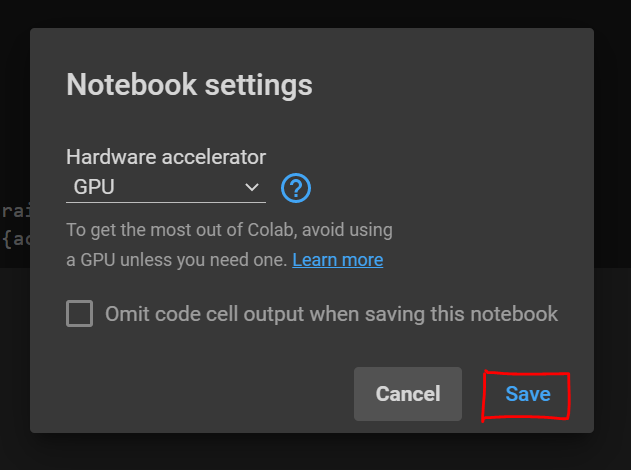 Notebook settings
Hardware accelerator
GPU
?
To get the most out of Colab, avoid using
rai
a GPU unless you need one. Learn more
{ac
Omit code cell output when saving this notebook
Cancel
Save